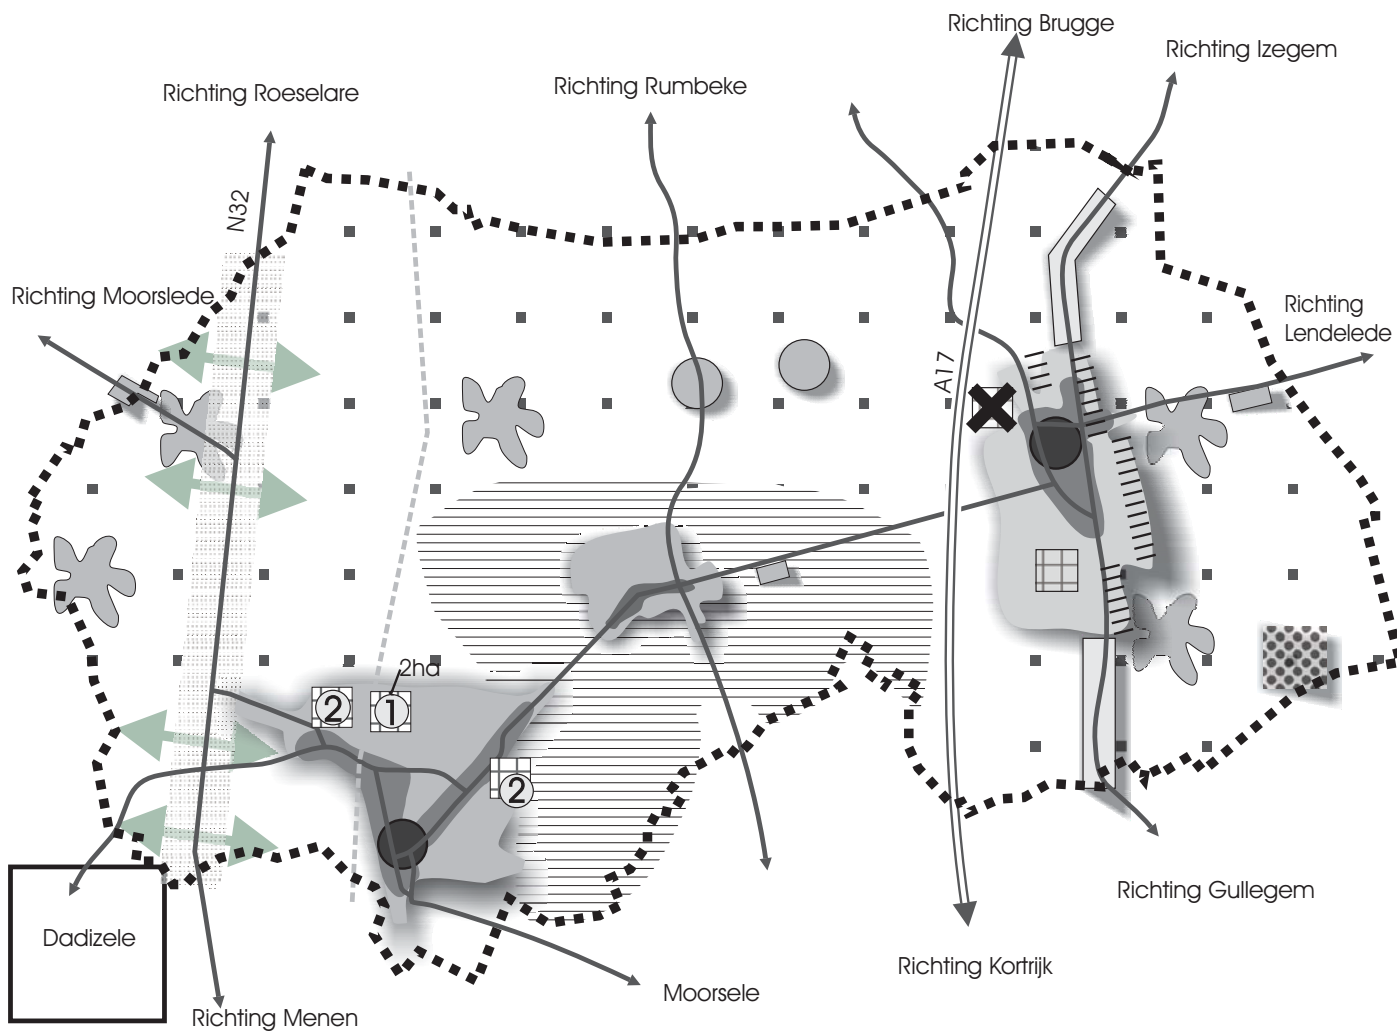 Richting Brugge
Richting Izegem
Richting Rumbeke
Richting Roeselare
N32
Richting Moorslede
Richting
Lendelede
A17
2ha
2
1
2
Richting Gullegem
Dadizele
Richting Kortrijk
Moorsele
Richting Menen